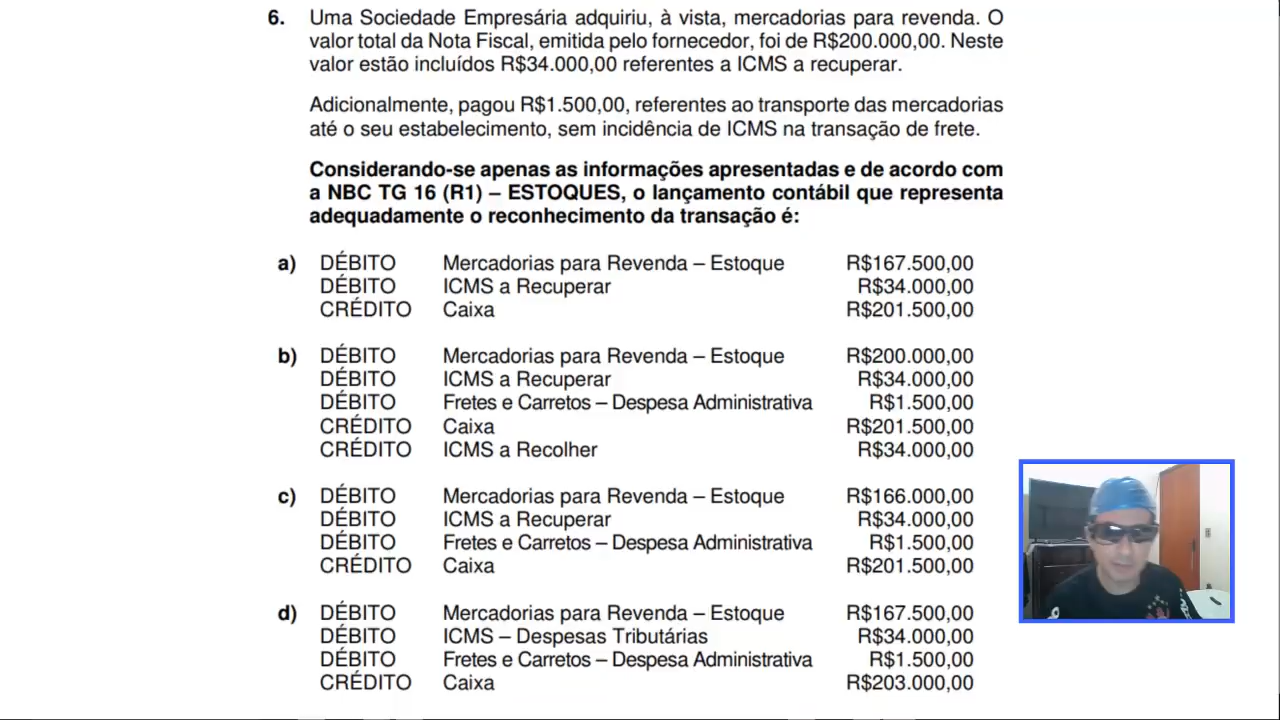 6. Uma Sociedade Empresária adquiriu, à vista, mercadorias para revenda. O
valor total da Nota Fiscal, emitida pelo fornecedor, foi de R$200.000,00. Neste
valor estão incluídos R$34.000,00 referentes a ICMS a recuperar.
Adicionalmente, pagou R$1.500,00, referentes ao transporte das mercadorias
até o seu estabelecimento, sem incidência de ICMS na transação de frete.
Considerando-se apenas as informações apresentadas e de acordo com
a NBC TG 16 (R1) – ESTOQUES, o lançamento contábil que representa
adequadamente o reconhecimento da transação é:
a) DÉBITO Mercadorias para Revenda – Estoque R$167.500,00
DÉBITO ICMS a Recuperar R$34.000,00
CRÉDITO Caixa R$201.500,00
b) DÉBITO Mercadorias para Revenda – Estoque R$200.000,00
DÉBITO ICMS a Recuperar R$34.000,00
DÉBITO Fretes e Carretos – Despesa Administrativa R$1.500,00
CRÉDITO Caixa R$201.500,00
CRÉDITO ICMS a Recolher R$34.000,00
c) DÉBITO Mercadorias para Revenda – Estoque R$166.000,00
DÉBITO ICMS a Recuperar R$34.000,00
DÉBITO Fretes e Carretos – Despesa Administrativa R$1.500,00
CRÉDITO Caixa R$201.500,00
d) DÉBITO Mercadorias para Revenda – Estoque R$167.500,00
DÉBITO ICMS – Despesas Tributárias R$34.000,00
DÉBITO Fretes e Carretos – Despesa Administrativa R$1.500,00
CRÉDITO Caixa R$203.000,00